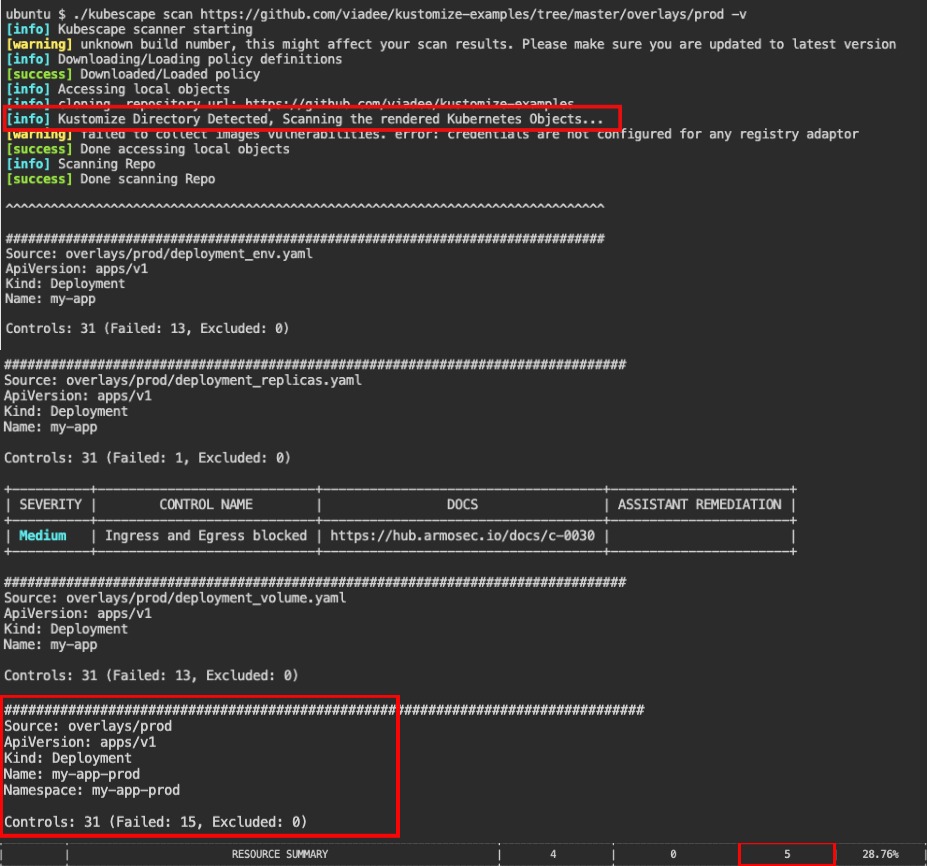 ubuntu $ ./kubescape scan https://github.com/viadee/kustomize-examples/tree/master/overlays/prod -v
[info] Kubescape scanner starting
[warning] unknown build number, this might affect your scan results. Please make sure you are updated to latest version
[info] Downloading/Loading policy definitions
[success] Downloaded/Loaded policy
[info] Accessing local objects
[info] cloning. repository url: https://github.com/viadee/kustomize-examples
[info] Kustomize Directory Detected, Scanning the rendered Kubernetes Objects...
[warning] failed to collect images vulnerabilities. error: credentials are not configured for any registry adaptor
[success] Done accessing local objects
[info] Scanning Repo
[success] Done scanning Repo
^^^^^^^^^^^^^^^^^^^^^^^^^^^^^^^^^^^^^^^^^^^^^^^^^^^^^^^^^^^^^^^^^^^^^^^^^^^^^^^^
################################################################################
Source: overlays/prod/deployment_env.yaml
ApiVersion: apps/v1
Kind: Deployment
Name: my-app
Controls: 31 (Failed: 13, Excluded: 0)
################################################################################
Source: overlays/prod/deployment_replicas.yaml
ApiVersion: apps/v1
Kind: Deployment
Name: my-app
Controls: 31 (Failed: 1, Excluded: 0)
| SEVERITY | CONTROL NAME | DOCS | ASSISTANT REMEDIATION |
| Medium | Ingress and Egress blocked | https://hub.armosec.io/docs/c-0030 | |
################################################################################
Source: overlays/prod/deployment_volume.yaml
ApiVersion: apps/v1
Kind: Deployment
Name: my-app
Controls: 31 (Failed: 13, Excluded: 0)
################################################################################
Source: overlays/prod
ApiVersion: apps/v1
Kind: Deployment
Name: my-app-prod
Namespace: my-app-prod
Controls: 31 (Failed: 15, Excluded: 0)
| | RESOURCE SUMMARY | 4 | 0 | 5 | 28.76% |